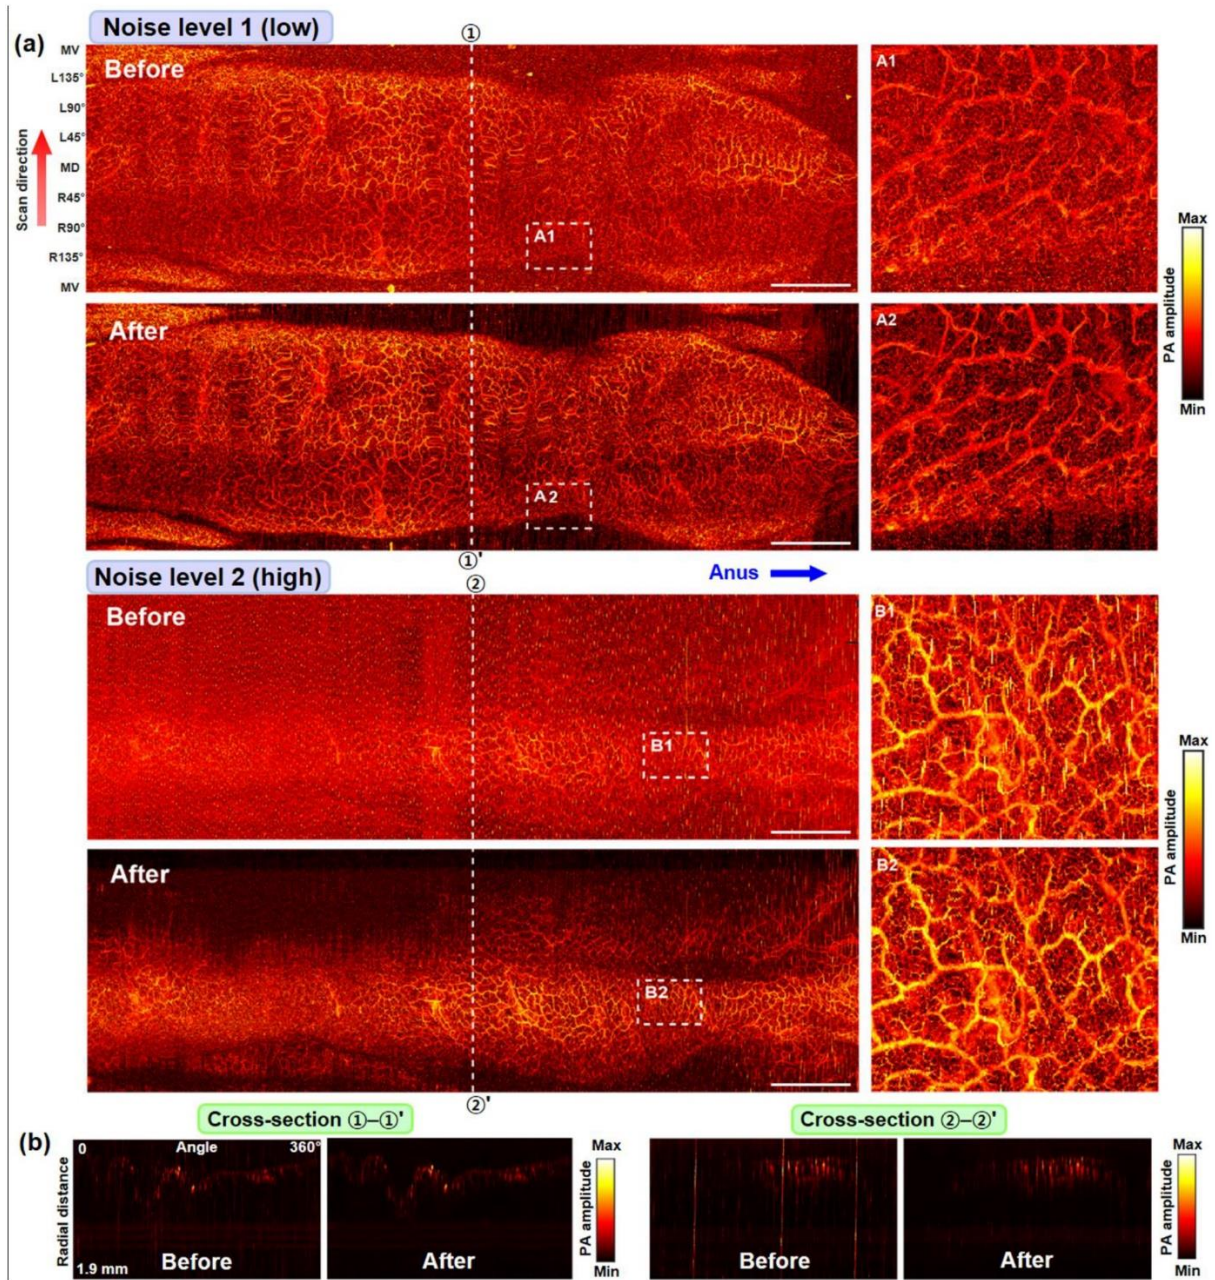 Noise level 1 (low)
(a)
①
MV
L135°
L90°
L45°
MD
R45°
R90°
R135°
MV
Scan direction
Before
A1
A1
After
A2
A2
PA amplitude
Max
Min
①'
Noise level 2 (high)
②
Anus
Before
B1
B1
After
B2
B2
PA amplitude
Max
Min
②'
Cross-section ①–①'
Cross-section ②–②'
(b)
0 Angle 360°
Radial distance
1.9 mm
Before
After
Max
PA amplitude
Min
Before
After
Max
PA amplitude
Min